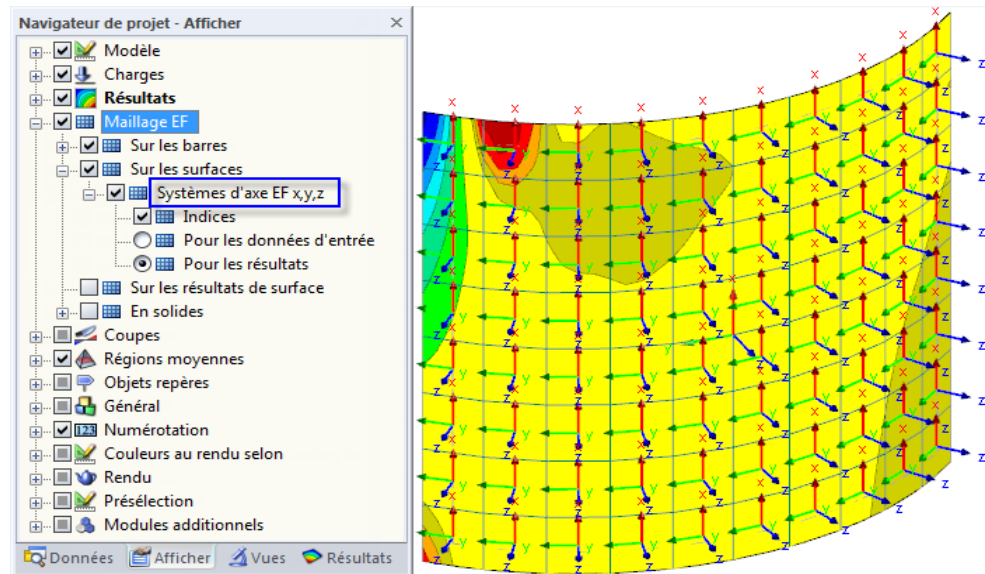 Navigateur de projet - Afficher
Modèle
Charges
Résultats
Maillage EF
Sur les barres
Sur les surfaces
Systèmes d'axe EF x,y,z
Indices
Pour les données d'entrée
Pour les résultats
Sur les résultats de surface
En solides
Coupes
Régions moyennes
Objets repères
Général
123 Numérotation
Couleurs au rendu selon
Rendu
Présélection
Modules additionnels
Données Afficher Vues Résultats